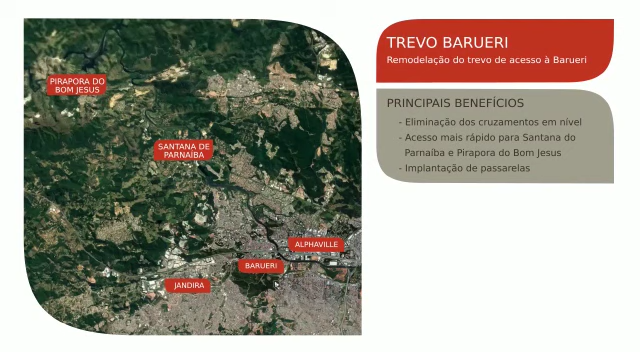 TREVO BARUERI
Remodelação do trevo de acesso à Barueri
PRINCIPAIS BENEFÍCIOS
- Eliminação dos cruzamentos em nível
- Acesso mais rápido para Santana do
Parnaíba e Pirapora do Bom Jesus
- Implantação de passarelas
PIRAPORA DO
BOM JESUS
SANTANA DE
PARNAÍBA
ALPHAVILLE
BARUERI
JANDIRA